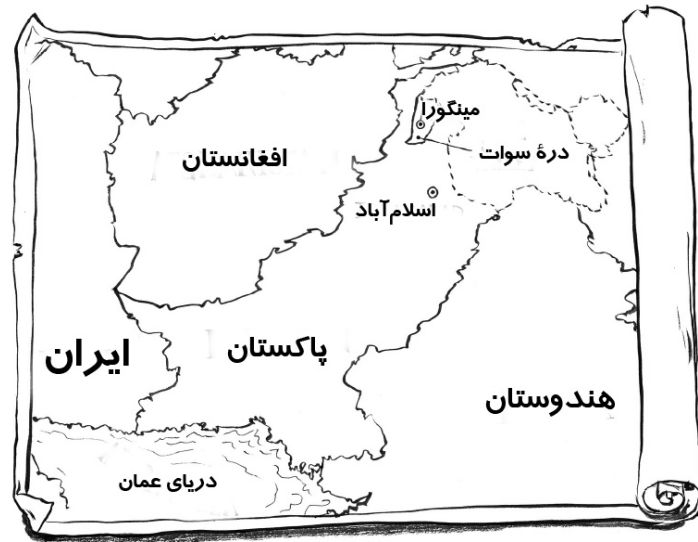 مینگورا
درهٔ سوات
افغانستان
اسلام‌آباد
ایران
پاکستان
هندوستان
دریای عمان